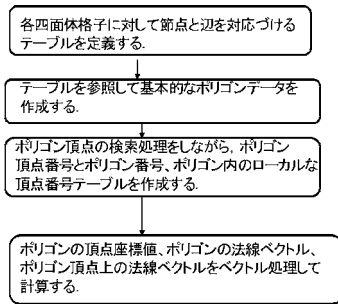 各四面体格子に対して節点と辺を対応づける
テーブルを定義する.
テーブルを参照して基本的なポリゴンデータを
作成する.
ポリゴン頂点の検索処理をしながら, ポリゴン
頂点番号とポリゴン番号、ポリゴン内のローカルな
頂点番号テーブルを作成する.
ポリゴンの頂点座標値、ポリゴンの法線ベクトル、
ポリゴン頂点上の法線ベクトルをベクトル処理して
計算する.